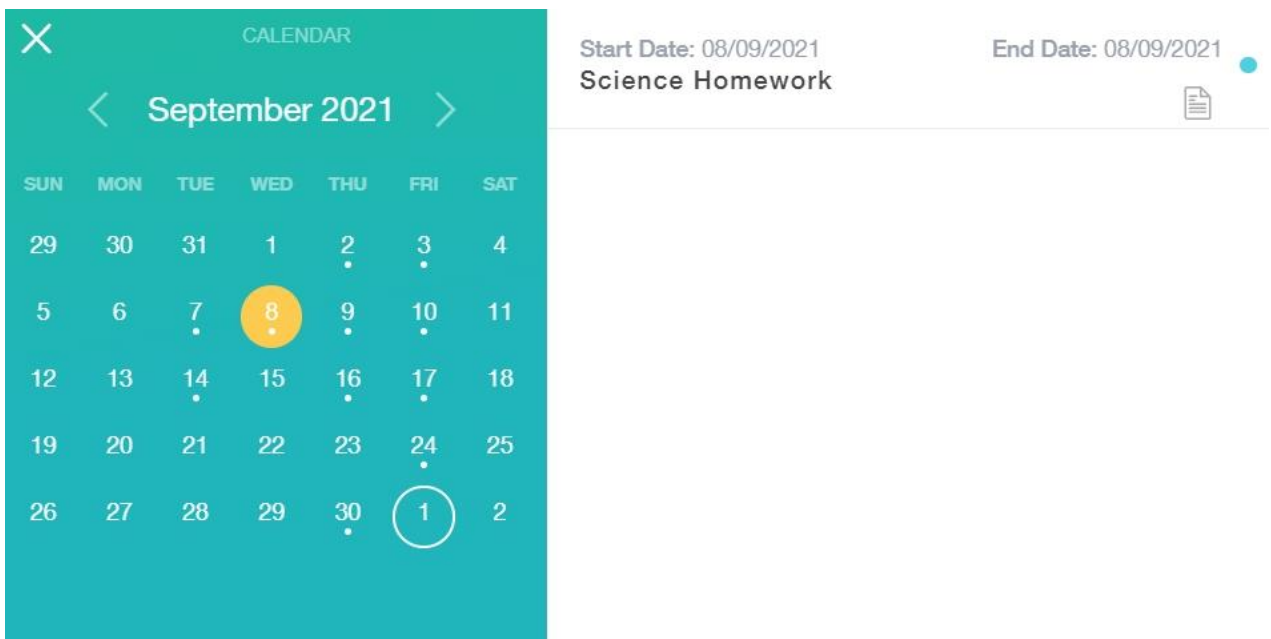 CALENDAR
September 2021
SUN MON TUE WED THU FRI SAT
29 30 31 1 2 3 4
5 6 7 8 9 10 11
12 13 14 15 16 17 18
19 20 21 22 23 24 25
26 27 28 29 30 1 2
Start Date: 08/09/2021 End Date: 08/09/2021
Science Homework